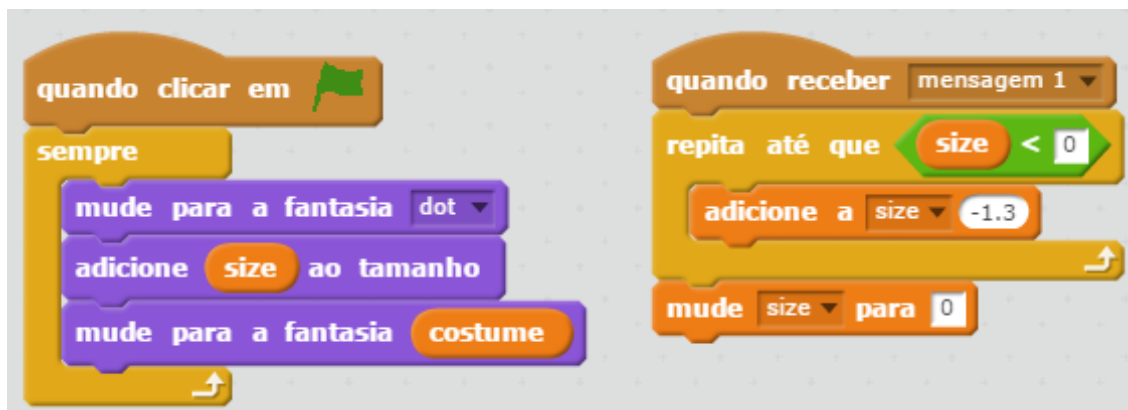 quando clicar em
sempre
mude para a fantasia dot
adicione size ao tamanho
mude para a fantasia costume
quando receber mensagem 1
repita até que size < 0
adicione a size -1.3
mude size para 0